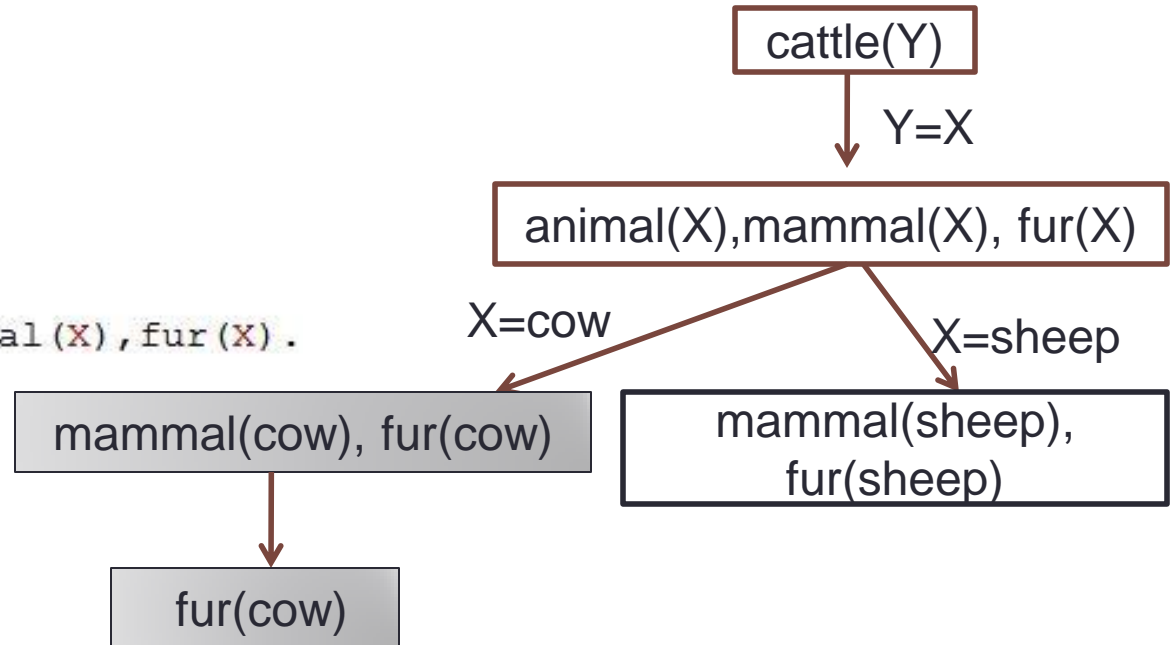 cattle(Y)
Y=X
animal(X),mammal(X), fur(X)
al(X),fur(X).
X=cow
X=sheep
mammal(cow), fur(cow)
mammal(sheep),
fur(sheep)
fur(cow)